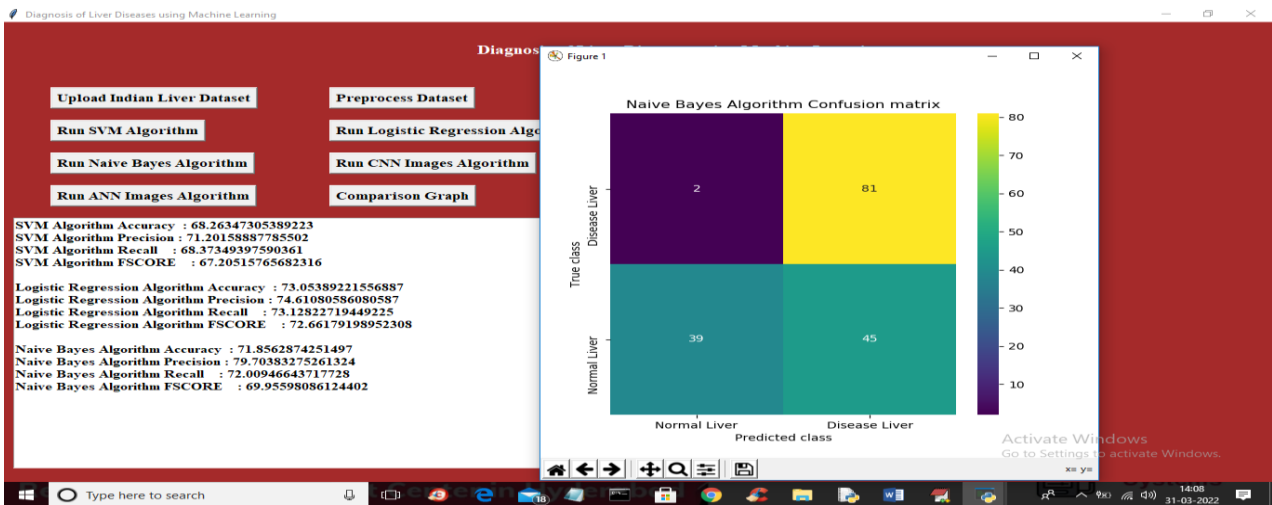 Diagnosis of Liver Diseases using Machine Learning
Diagnos
Upload Indian Liver Dataset
Preprocess Dataset
Run SVM Algorithm
Run Logistic Regression Algo
Run Naive Bayes Algorithm
Run CNN Images Algorithm
Run ANN Images Algorithm
Comparison Graph
SVM Algorithm Accuracy : 68.26347305389223
SVM Algorithm Precision : 71.20158887785502
SVM Algorithm Recall : 68.37349397590361
SVM Algorithm FSCORE : 67.20515765682316
Logistic Regression Algorithm Accuracy : 73.05389221556887
Logistic Regression Algorithm Precision : 74.61080586080587
Logistic Regression Algorithm Recall : 73.12822719449225
Logistic Regression Algorithm FSCORE : 72.66179198952308
Naive Bayes Algorithm Accuracy : 71.8562874251497
Naive Bayes Algorithm Precision : 79.70383275261324
Naive Bayes Algorithm Recall : 72.00946643717728
Naive Bayes Algorithm FSCORE : 69.95598086124402
Figure 1
Naive Bayes Algorithm Confusion matrix
True class
Disease Liver
Normal Liver
2
81
39
45
Normal Liver
Disease Liver
Predicted class
80
70
60
50
40
30
20
10
Activate Windows
Go to Settings to activate Windows.
x= y=
Type here to search
18
14:08
31-03-2022